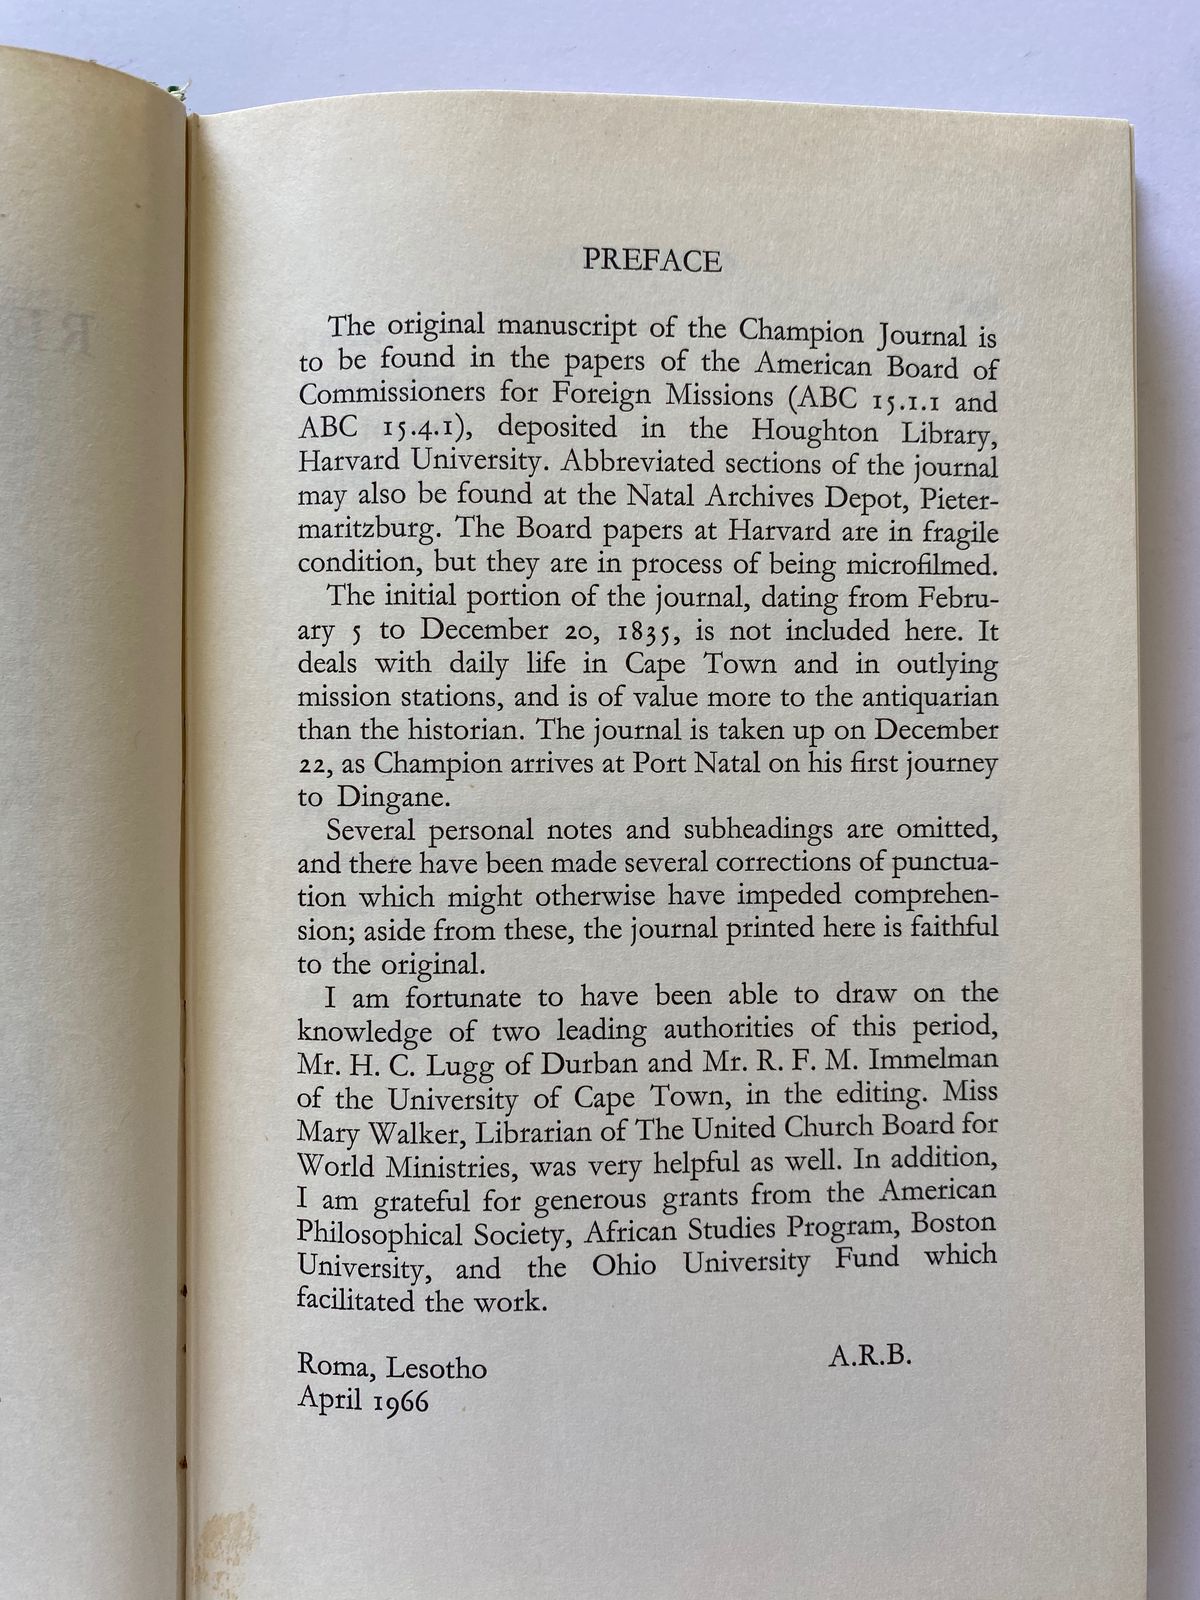 PREFACE
The original manuscript of the Champion Journal is
to be found in the papers of the American Board of
Commissioners for Foreign Missions (ABC 15.1.1 and
ABC 15.4.1), deposited in the Houghton Library,
Harvard University. Abbreviated sections of the journal
may also be found at the Natal Archives Depot, Pieter-
maritzburg. The Board papers at Harvard are in fragile
condition, but they are in process of being microfilmed.
The initial portion of the journal, dating from Febru-
ary 5 to December 20, 1835, is not included here. It
deals with daily life in Cape Town and in outlying
mission stations, and is of value more to the antiquarian
than the historian. The journal is taken up on December
22, as Champion arrives at Port Natal on his first journey
to Dingane.
Several personal notes and subheadings are omitted,
and there have been made several corrections of punctua-
tion which might otherwise have impeded comprehen-
sion; aside from these, the journal printed here is faithful
to the original.
I am fortunate to have been able to draw on the
knowledge of two leading authorities of this period,
Mr. H. C. Lugg of Durban and Mr. R. F. M. Immelman
of the University of Cape Town, in the editing. Miss
Mary Walker, Librarian of The United Church Board for
World Ministries, was very helpful as well. In addition,
I am grateful for generous grants from the American
Philosophical Society, African Studies Program, Boston
University, and the Ohio University Fund which
facilitated the work.
A.R.B.
Roma, Lesotho
April 1966